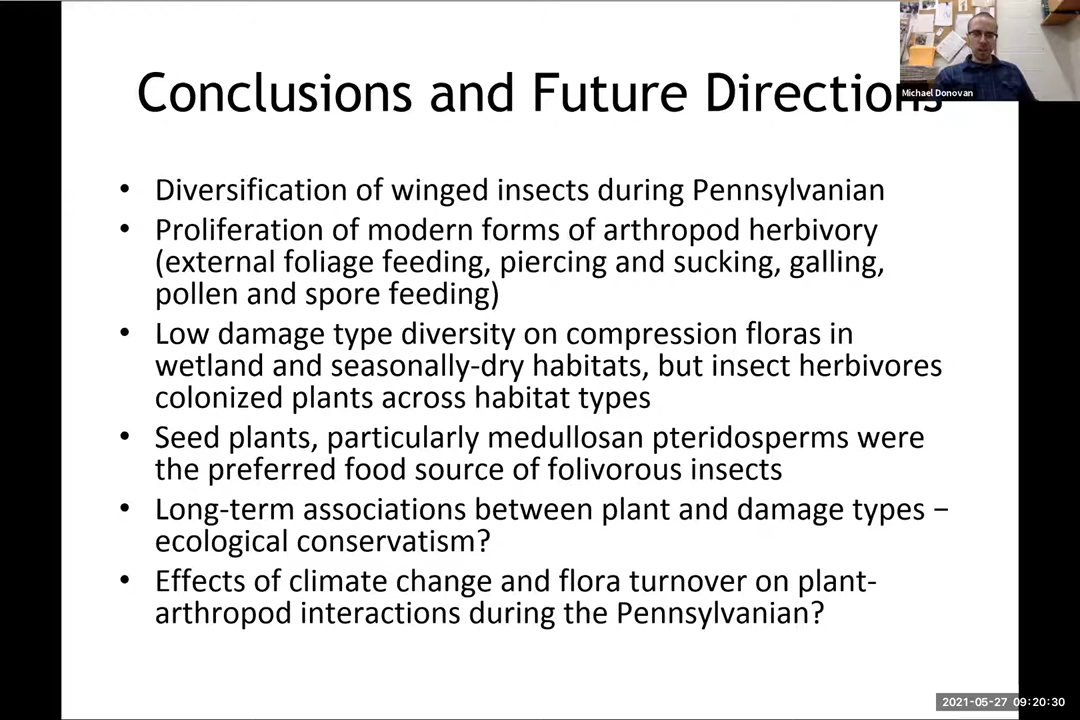 Conclusions and Future Directions
Michael Donovan
• Diversification of winged insects during Pennsylvanian
• Proliferation of modern forms of arthropod herbivory
(external foliage feeding, piercing and sucking, galling,
pollen and spore feeding)
• Low damage type diversity on compression floras in
wetland and seasonally-dry habitats, but insect herbivores
colonized plants across habitat types
• Seed plants, particularly medullosan pteridosperms were
the preferred food source of folivorous insects
• Long-term associations between plant and damage types –
ecological conservatism?
• Effects of climate change and flora turnover on plant-
arthropod interactions during the Pennsylvanian?
2021-05-27 09:20:30